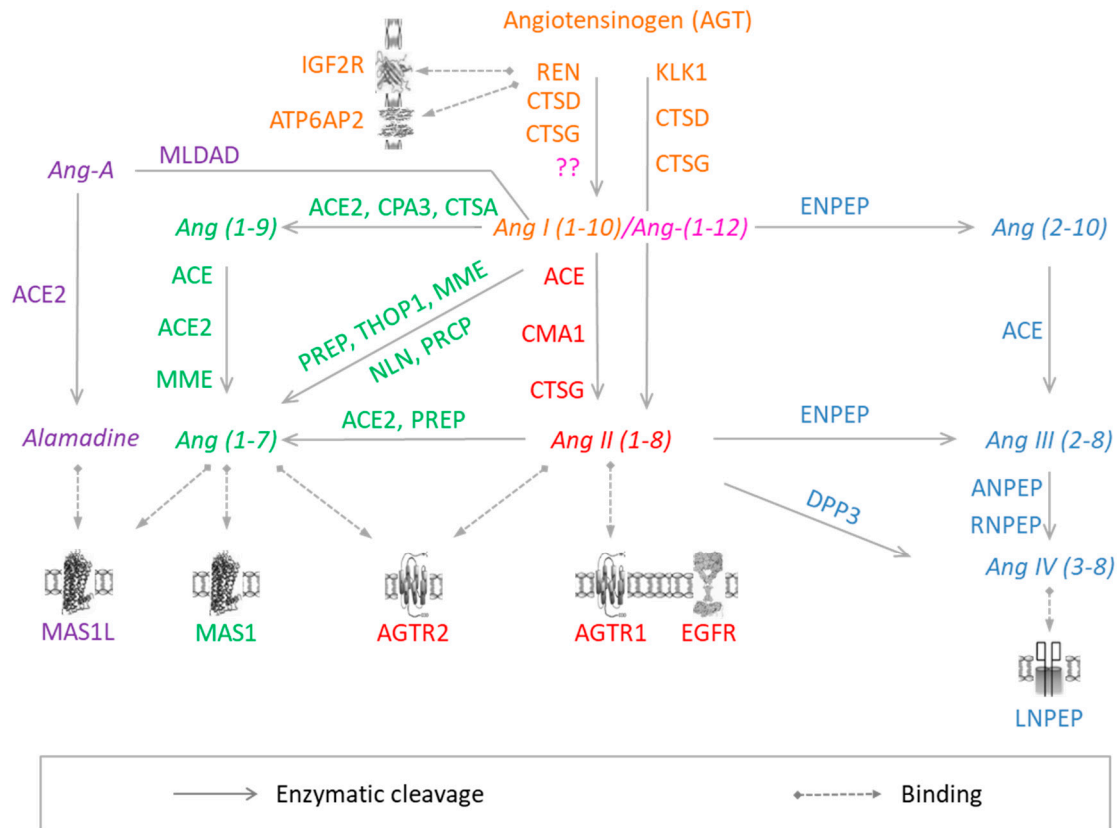 Angiotensinogen (AGT)
IGF2R
REN
KLK1
CTSD
CTSD
ATP6AP2
CTSG
CTSG
??
MLDAD
Ang-A
ACE2, CPA3, CTSA
ENPEP
Ang (1-9)
Ang I (1-10)/Ang-(1-12)
Ang (2-10)
ACE
ACE
ACE2
PREP, THOP1, MME
NLN, PRCP
ACE2
CMA1
ACE
MME
CTSG
ACE2, PREP
ENPEP
Alamadine
Ang (1-7)
Ang II (1-8)
Ang III (2-8)
ANPEP
DPP3
RNPEP
Ang IV (3-8)
MAS1L
MAS1
AGTR2
AGTR1
EGFR
LNPEP
Enzymatic cleavage
Binding